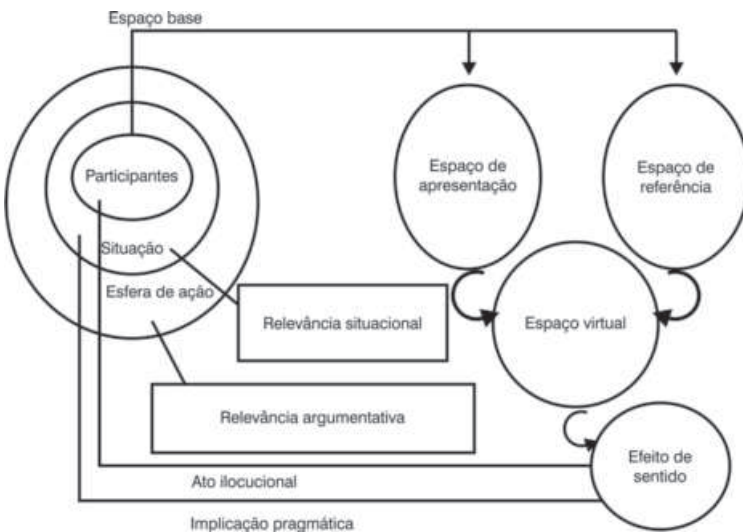 Espaço base
Participantes
Situação
Esfera de ação
Espaço de
apresentação
Espaço de
referência
Espaço virtual
Relevância situacional
Relevância argumentativa
Efeito de
sentido
Ato ilocucional
Implicação pragmática